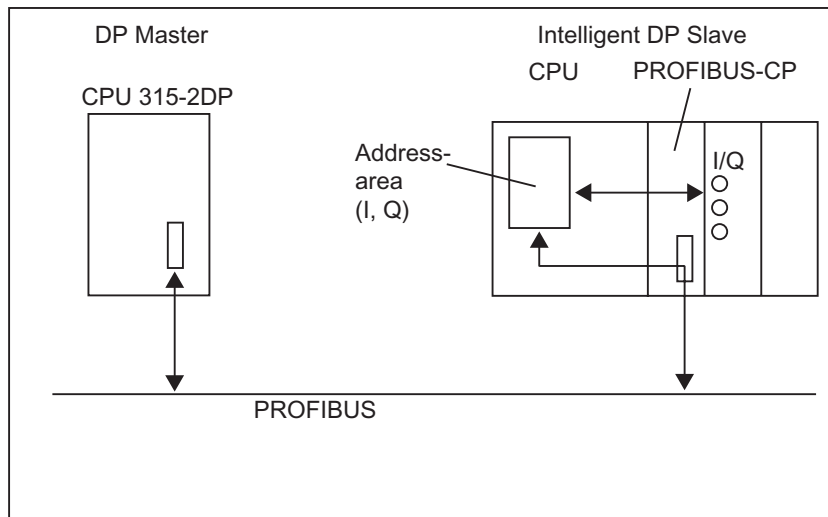 DP Master
Intelligent DP Slave
CPU
PROFIBUS-CP
CPU 315-2DP
Address-
area
(I, Q)
I/Q
PROFIBUS